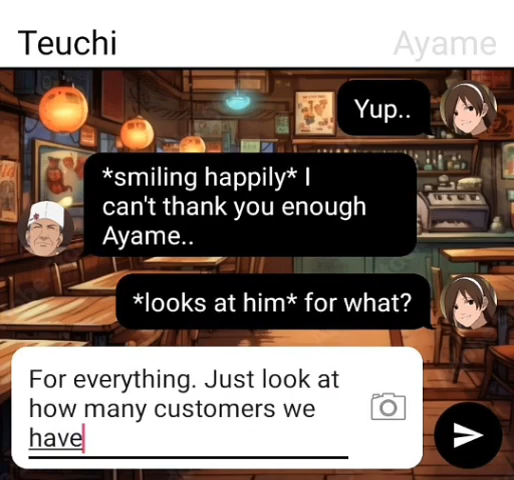 Teuchi
Ayame
Yup..
*smiling happily* I
can't thank you enough
Ayame..
*looks at him* for what?
For everything. Just look at
how many customers we
have